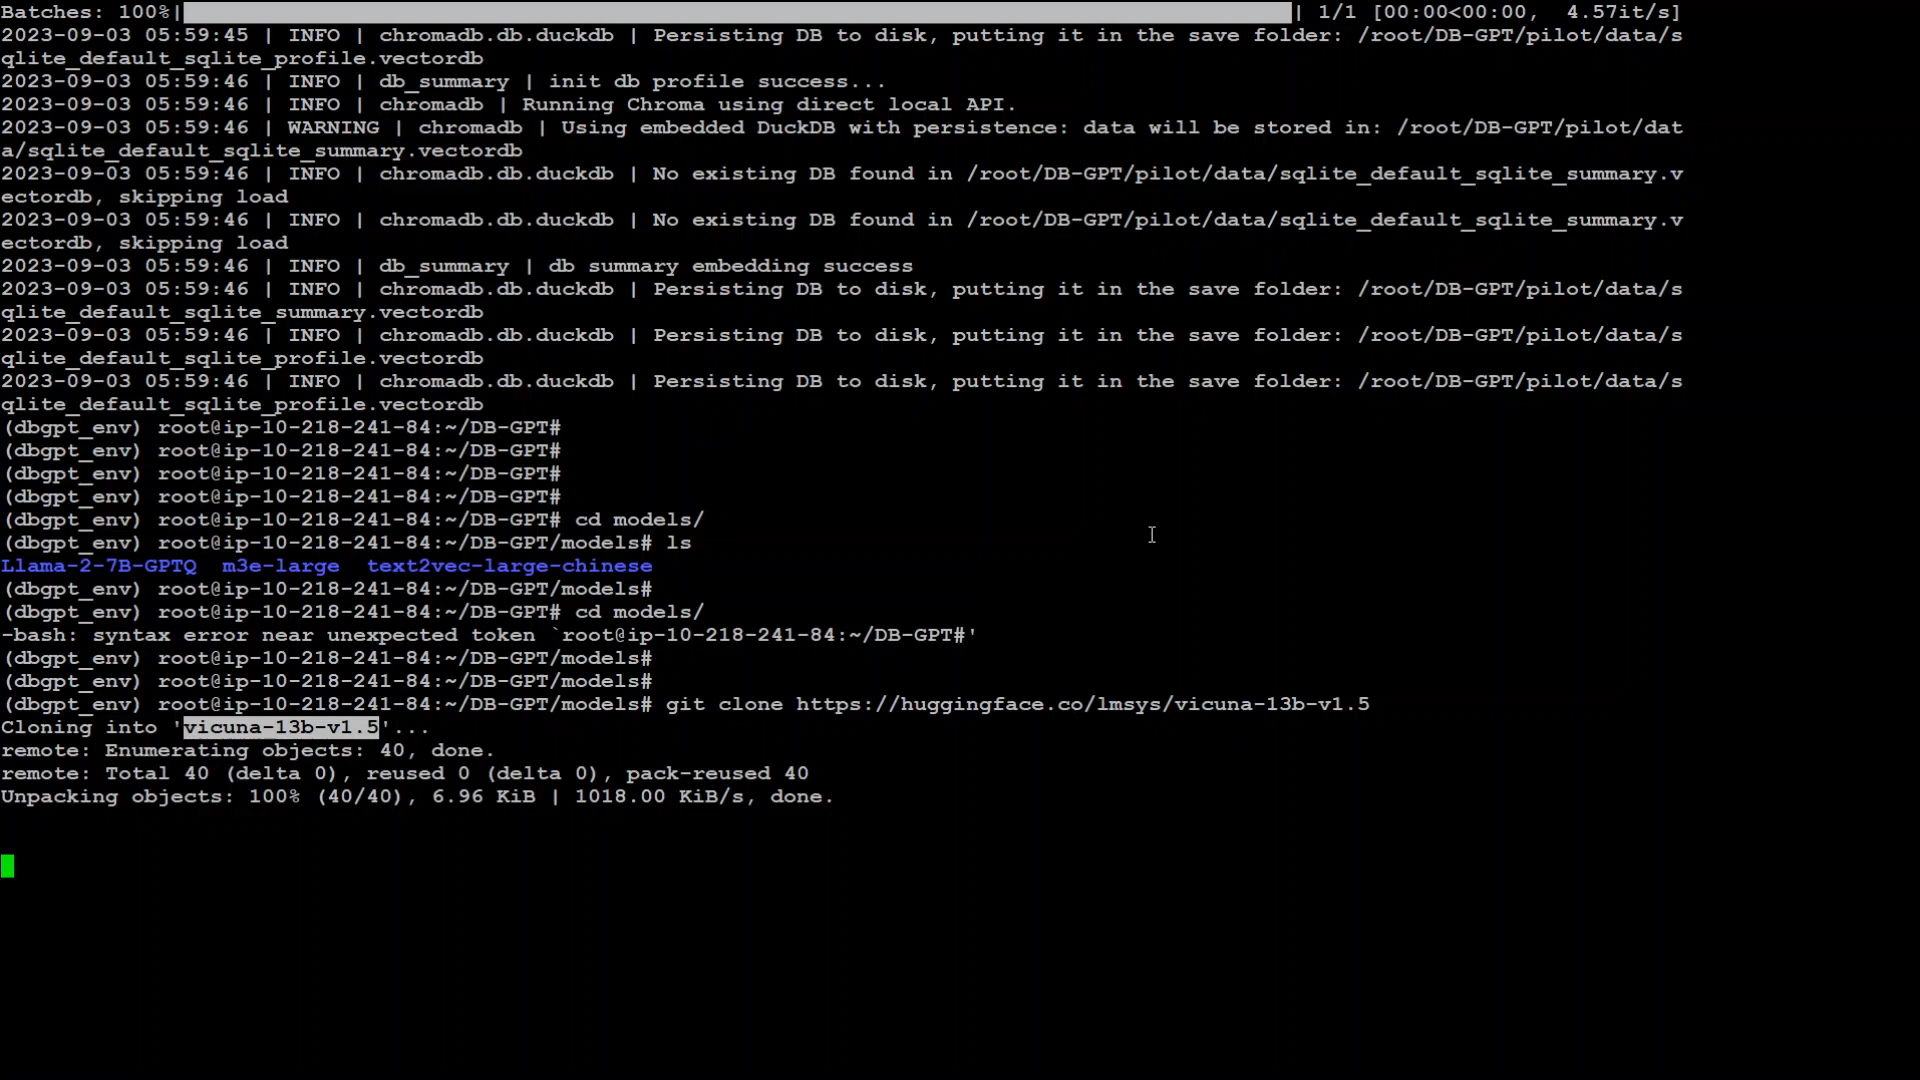 Batches: 100%| | 1/1 [00:00<00:00,  4.57it/s]
2023-09-03 05:59:45 | INFO | chromadb.db.duckdb | Persisting DB to disk, putting it in the save folder: /root/DB-GPT/pilot/data/s
qlite_default_sqlite_profile.vectordb
2023-09-03 05:59:46 | INFO | db_summary | init db profile success...
2023-09-03 05:59:46 | INFO | chromadb | Running Chroma using direct local API.
2023-09-03 05:59:46 | WARNING | chromadb | Using embedded DuckDB with persistence: data will be stored in: /root/DB-GPT/pilot/dat
a/sqlite_default_sqlite_summary.vectordb
2023-09-03 05:59:46 | INFO | chromadb.db.duckdb | No existing DB found in /root/DB-GPT/pilot/data/sqlite_default_sqlite_summary.v
ectordb, skipping load
2023-09-03 05:59:46 | INFO | chromadb.db.duckdb | No existing DB found in /root/DB-GPT/pilot/data/sqlite_default_sqlite_summary.v
ectordb, skipping load
2023-09-03 05:59:46 | INFO | db_summary | db summary embedding success
2023-09-03 05:59:46 | INFO | chromadb.db.duckdb | Persisting DB to disk, putting it in the save folder: /root/DB-GPT/pilot/data/s
qlite_default_sqlite_summary.vectordb
2023-09-03 05:59:46 | INFO | chromadb.db.duckdb | Persisting DB to disk, putting it in the save folder: /root/DB-GPT/pilot/data/s
qlite_default_sqlite_profile.vectordb
2023-09-03 05:59:46 | INFO | chromadb.db.duckdb | Persisting DB to disk, putting it in the save folder: /root/DB-GPT/pilot/data/s
qlite_default_sqlite_profile.vectordb
(dbgpt_env) root@ip-10-218-241-84:~/DB-GPT#
(dbgpt_env) root@ip-10-218-241-84:~/DB-GPT#
(dbgpt_env) root@ip-10-218-241-84:~/DB-GPT#
(dbgpt_env) root@ip-10-218-241-84:~/DB-GPT#
(dbgpt_env) root@ip-10-218-241-84:~/DB-GPT# cd models/
(dbgpt_env) root@ip-10-218-241-84:~/DB-GPT/models# ls
Llama-2-7B-GPTQ  m3e-large  text2vec-large-chinese
(dbgpt_env) root@ip-10-218-241-84:~/DB-GPT/models#
(dbgpt_env) root@ip-10-218-241-84:~/DB-GPT# cd models/
-bash: syntax error near unexpected token `root@ip-10-218-241-84:~/DB-GPT#'
(dbgpt_env) root@ip-10-218-241-84:~/DB-GPT/models#
(dbgpt_env) root@ip-10-218-241-84:~/DB-GPT/models#
(dbgpt_env) root@ip-10-218-241-84:~/DB-GPT/models# git clone https://huggingface.co/lmsys/vicuna-13b-v1.5
Cloning into 'vicuna-13b-v1.5'...
remote: Enumerating objects: 40, done.
remote: Total 40 (delta 0), reused 0 (delta 0), pack-reused 40
Unpacking objects: 100% (40/40), 6.96 KiB | 1018.00 KiB/s, done.